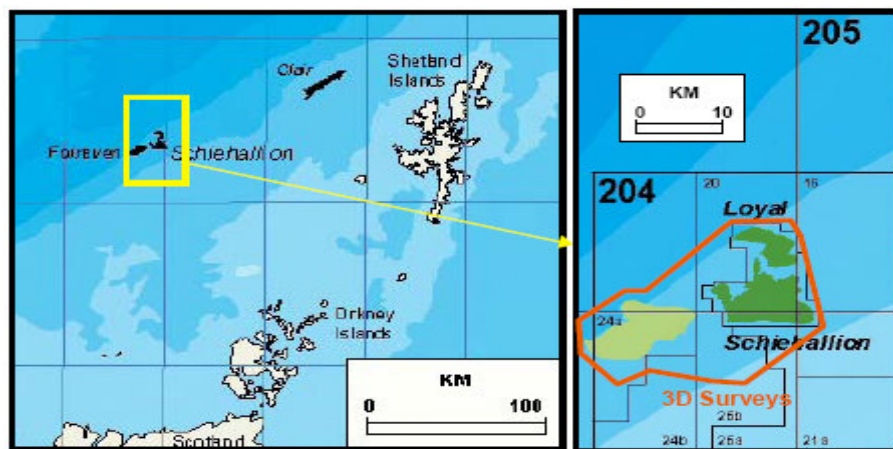 Clair
Shetland
Islands
Foinaven
Schiehallion
Orkney
Islands
KM
0 100
Scotland
205
KM
0 10
204
20
16
Loyal
24a
Schiehallion
3D Surveys
25b
24b
25a
21a